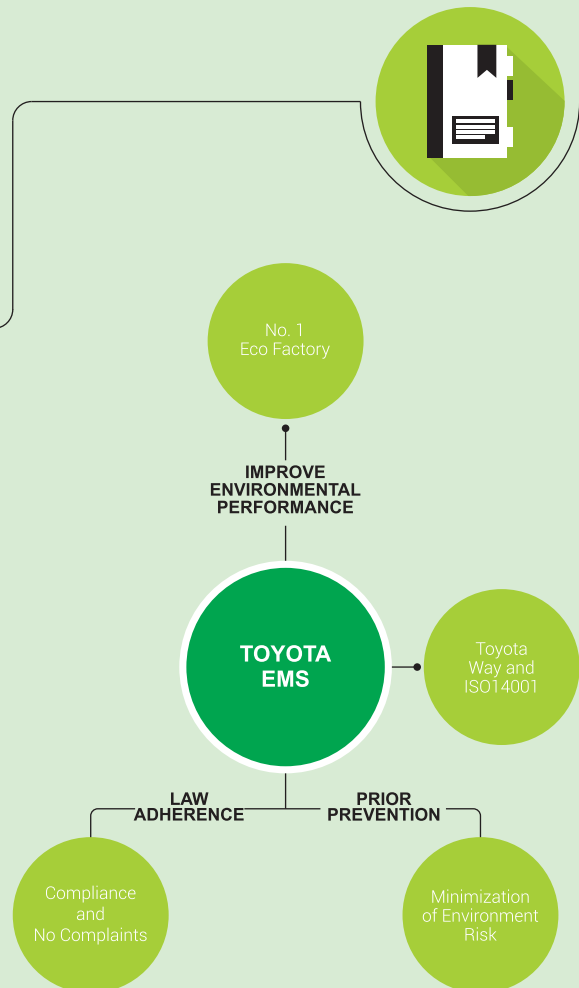 No. 1
Eco Factory
IMPROVE
ENVIRONMENTAL
PERFORMANCE
TOYOTA
EMS
Toyota
Way and
ISO14001
LAW
ADHERENCE
PRIOR
PREVENTION
Compliance
and
No Complaints
Minimization
of Environment
Risk